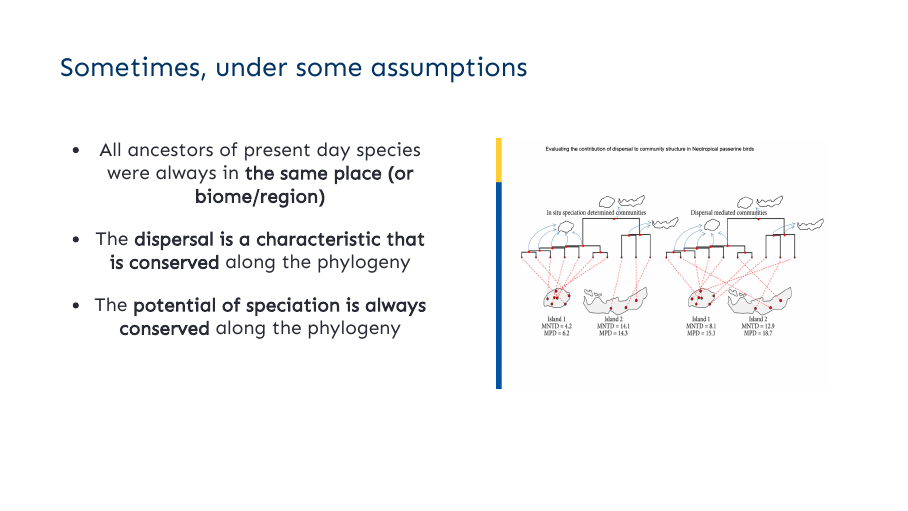 Sometimes, under some assumptions
• All ancestors of present day species
were always in the same place (or
biome/region)
• The dispersal is a characteristic that
is conserved along the phylogeny
• The potential of speciation is always
conserved along the phylogeny
Evaluating the contribution of dispersal to community structure in Neotropical passerine birds
In situ speciation determined communities
Dispersal mediated communities
Island 1
MNTD = 4.2
MPD = 6.2
Island 2
MNTD = 14.1
MPD = 14.3
Island 1
MNTD = 8.1
MPD = 15.3
Island 2
MNTD = 12.9
MPD = 18.7